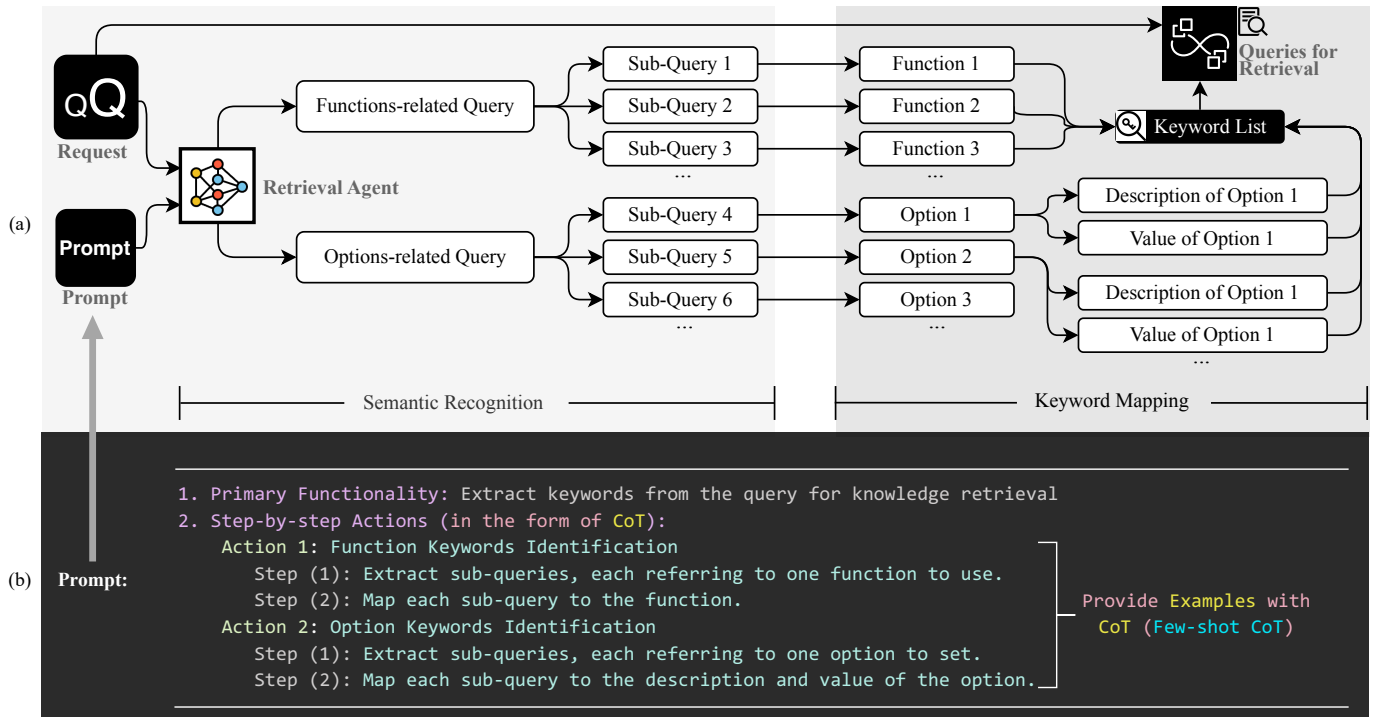 QQ
Request
Prompt
Prompt
Retrieval Agent
Functions-related Query
Options-related Query
Sub-Query 1
Sub-Query 2
Sub-Query 3
...
Sub-Query 4
Sub-Query 5
Sub-Query 6
...
Function 1
Function 2
Function 3
...
Option 1
Option 2
Option 3
...
Queries for
Retrieval
Keyword List
Description of Option 1
Value of Option 1
Description of Option 1
Value of Option 1
...
(a)
Semantic Recognition
Keyword Mapping
(b)
Prompt:
1. Primary Functionality: Extract keywords from the query for knowledge retrieval
2. Step-by-step Actions (in the form of CoT):
Action 1: Function Keywords Identification
Step (1): Extract sub-queries, each referring to one function to use.
Step (2): Map each sub-query to the function.
Action 2: Option Keywords Identification
Step (1): Extract sub-queries, each referring to one option to set.
Step (2): Map each sub-query to the description and value of the option.
Provide Examples with
CoT (Few-shot CoT)